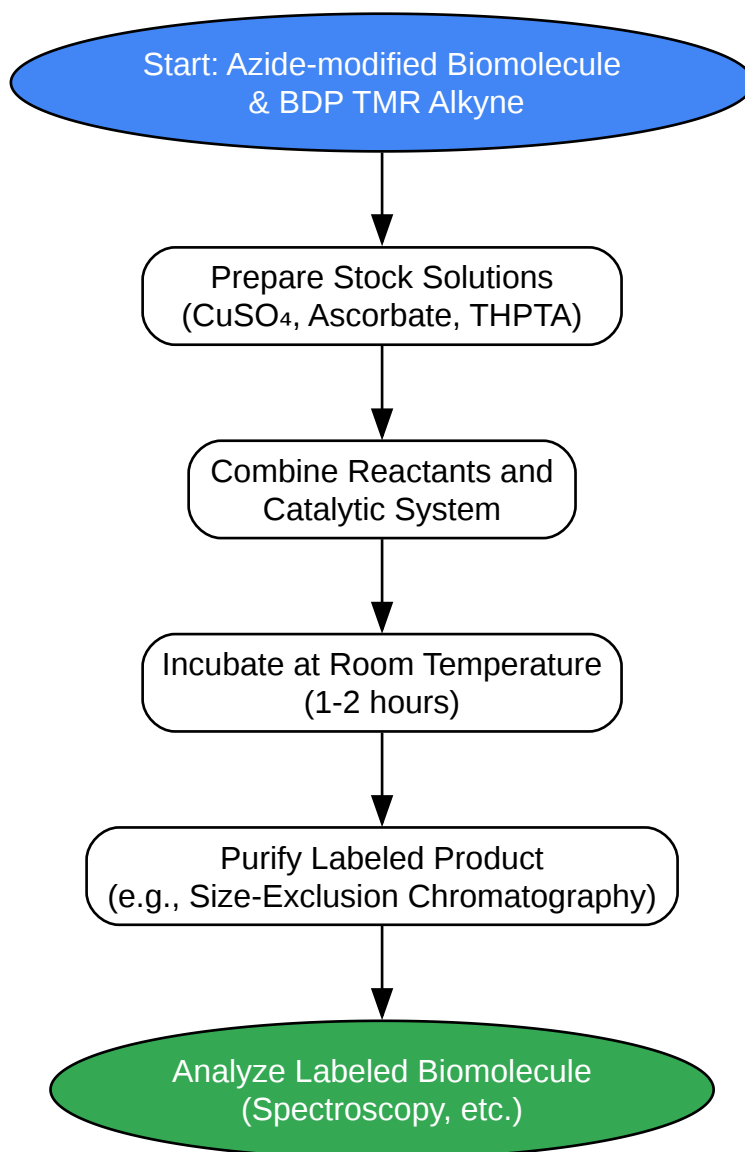 Start: Azide-modified Biomolecule
& BDP TMR Alkyne
Prepare Stock Solutions
(CuSO₄, Ascorbate, THPTA)
Combine Reactants and
Catalytic System
Incubate at Room Temperature
(1-2 hours)
Purify Labeled Product
(e.g., Size-Exclusion Chromatography)
Analyze Labeled Biomolecule
(Spectroscopy, etc.)